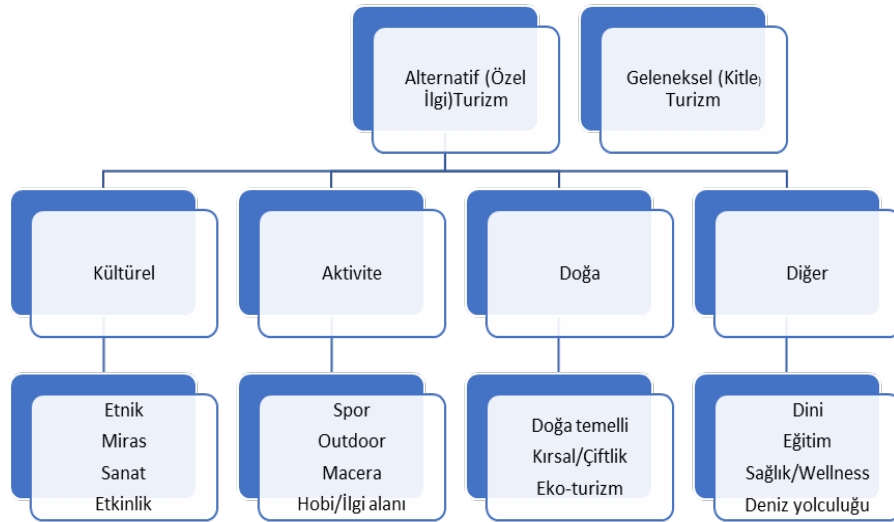 Alternatif (Özel
İlgi)Turizm
Geleneksel (Kitle)
Turizm
Kültürel
Aktivite
Doğa
Diğer
Etnik
Miras
Sanat
Etkinlik
Spor
Outdoor
Macera
Hobi/İlgi alanı
Doğa temelli
Kırsal/Çiftlik
Eko-turizm
Dini
Eğitim
Sağlık/Wellness
Deniz yolculuğu